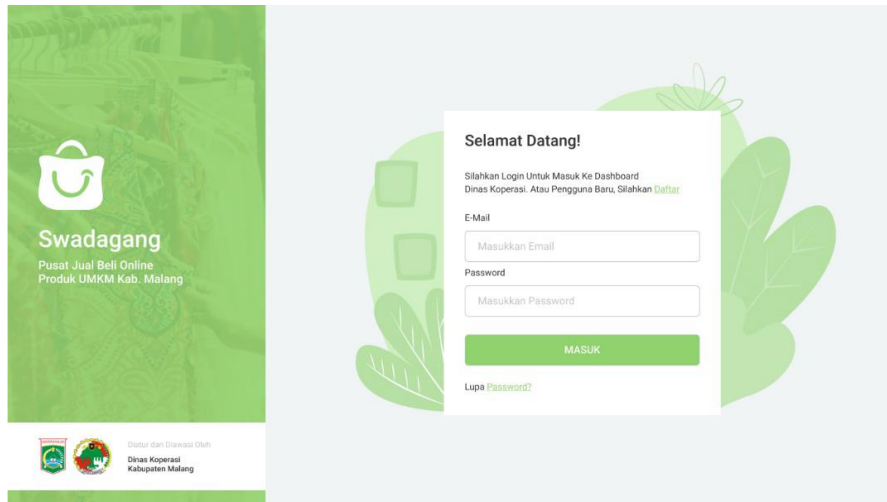 Swadagang
Pusat Jual Beli Online
Produk UMKM Kab. Malang
Diatur dan Diawasi Oleh
Dinas Koperasi
Kabupaten Malang
Selamat Datang!
Silahkan Login Untuk Masuk Ke Dashboard
Dinas Koperasi. Atau Pengguna Baru, Silahkan Daftar
E-Mail
Masukkan Email
Password
Masukkan Password
MASUK
Lupa Password?